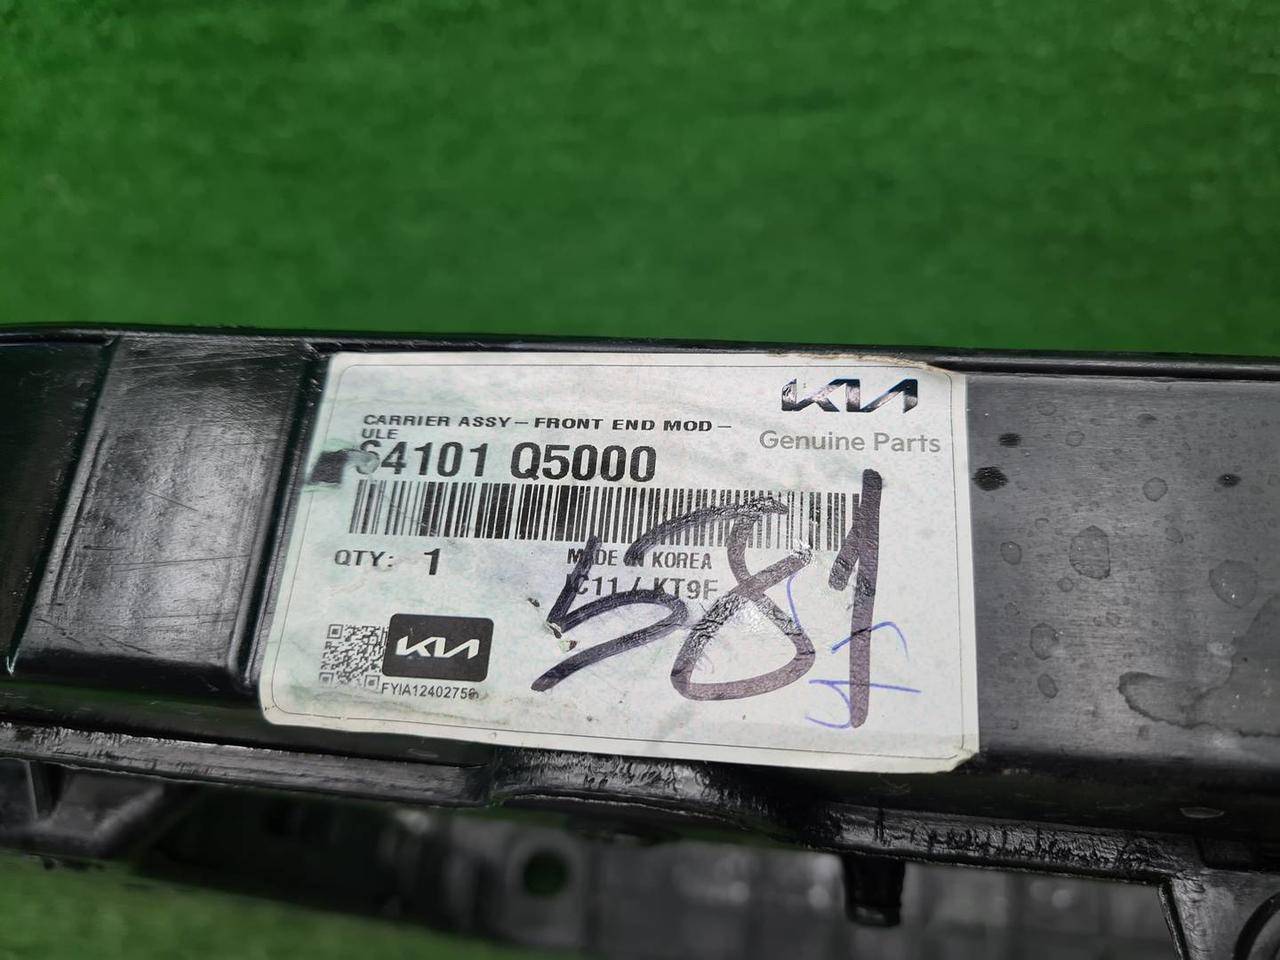 KIA
Genuine Parts
CARRIER ASSY-FRONT END MOD-
ULE
64101 Q5000
QTY: 1
MADE IN KOREA
C11 / KT9F
581
KIA
FYIA12402756